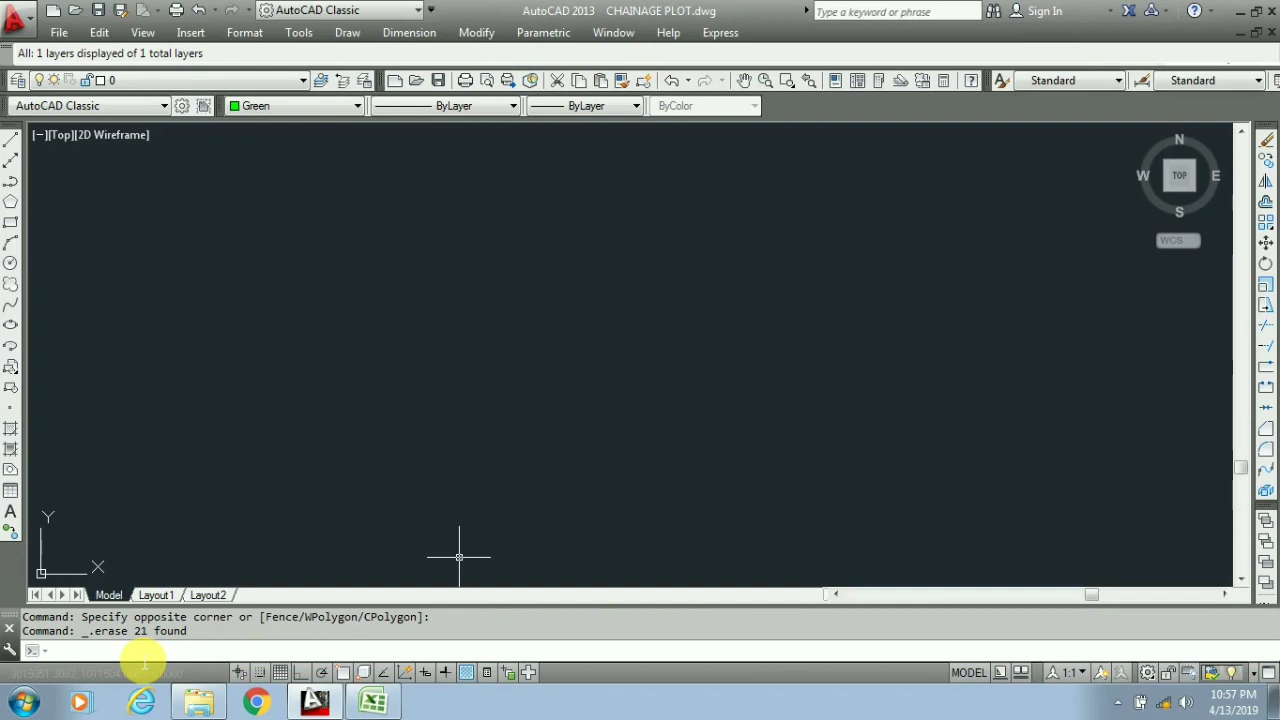 AutoCAD Classic
AutoCAD 2013 CHAINAGE PLOT.dwg
Type a keyword or phrase
Sign In
File Edit View Insert Format Tools Draw Dimension Modify Parametric Window Help Express
All: 1 layers displayed of 1 total layers
0
Standard
Standard
AutoCAD Classic
Green
ByLayer
ByLayer
ByColor
[−][Top][2D Wireframe]
N
W TOP E
S
WCS
Y
X
Model Layout1 Layout2
Command: Specify opposite corner or [Fence/WPolygon/CPolygon]:
Command: _.erase 21 found
MODEL
1:1
10:57 PM
4/13/2019